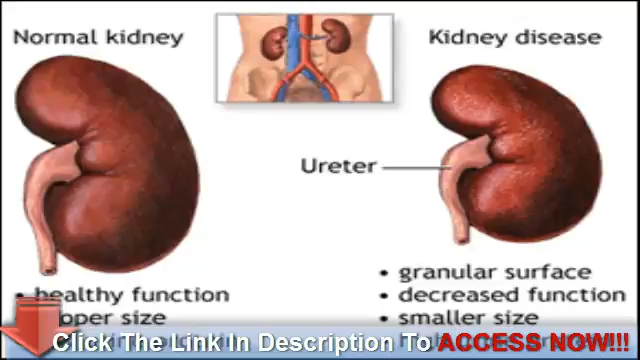 Normal kidney
Kidney disease
Ureter
• healthy function
size
• granular surface
• decreased function
• smaller size
Click The Link In Description To ACCESS NOW!!!